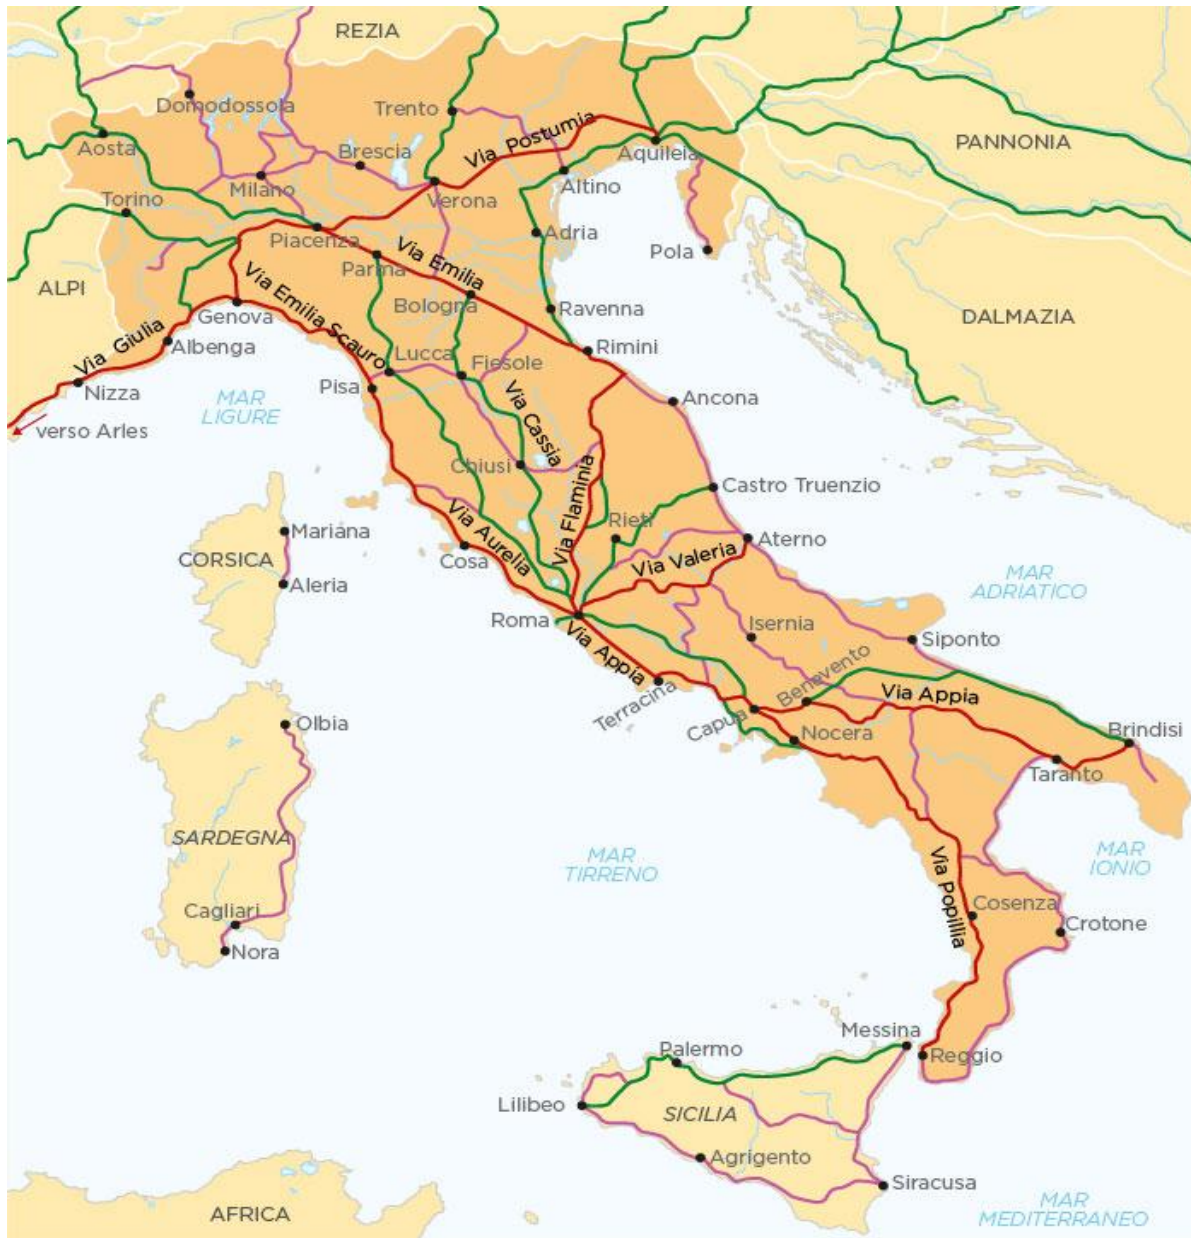 REZIA
Domodossola
Trento
Via Postumia
PANNONIA
Aosta
Brescia
Aquileia
Milano
Verona
Altino
Torino
Piacenza
Adria
Pola
Via Emilia
Parma
ALPI
Via Emilia Scauro
Bologna
Ravenna
Genova
DALMAZIA
Via Giulia
Albenga
Rimini
Lucca
Fiesole
Nizza
Pisa
MAR
LIGURE
Ancona
verso Arles
Via Cassia
Chiusi
Castro Truenzio
Via Flaminia
Rieti
Mariana
Via Aurelia
Aterno
CORSICA
Cosa
Via Valeria
Aleria
MAR
ADRIATICO
Roma
Isernia
Siponto
Via Appia
Benevento
Terracina
Via Appia
Capua
Olbia
Nocera
Brindisi
Taranto
SARDEGNA
MAR
TIRRENO
MAR
IONIO
Via Popillia
Cagliari
Cosenza
Crotone
Nora
Messina
Palermo
Reggio
Lilibeo
SICILIA
Agrigento
Siracusa
AFRICA
MAR
MEDITERRANEO